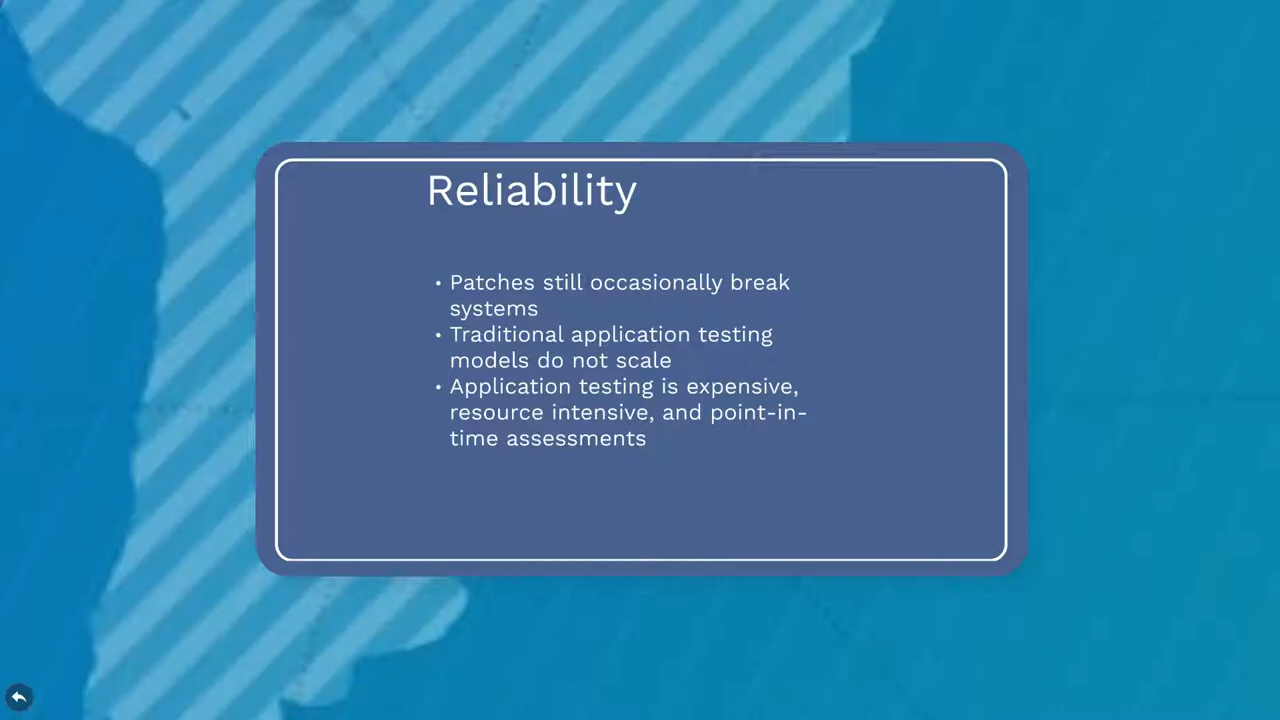 Reliability
• Patches still occasionally break
systems
• Traditional application testing
models do not scale
• Application testing is expensive,
resource intensive, and point-in-
time assessments